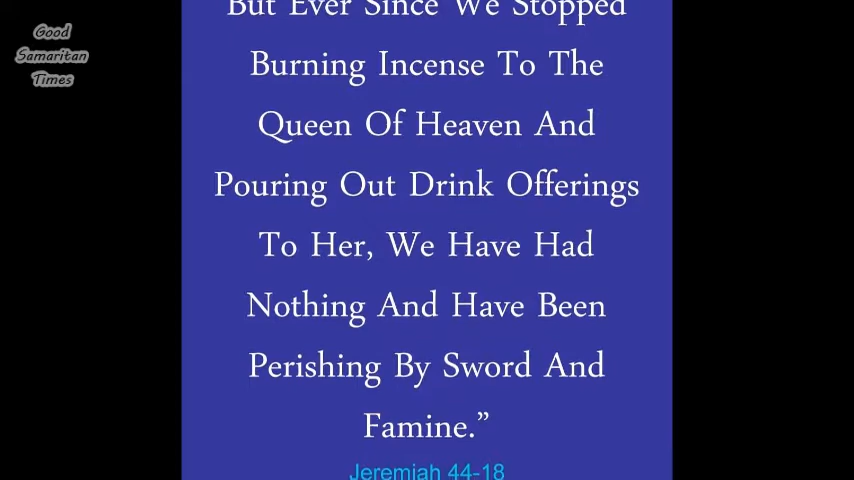 Good
Samaritan
Times
But Ever Since We Stopped
Burning Incense To The
Queen Of Heaven And
Pouring Out Drink Offerings
To Her, We Have Had
Nothing And Have Been
Perishing By Sword And
Famine.”
Jeremiah 44-18